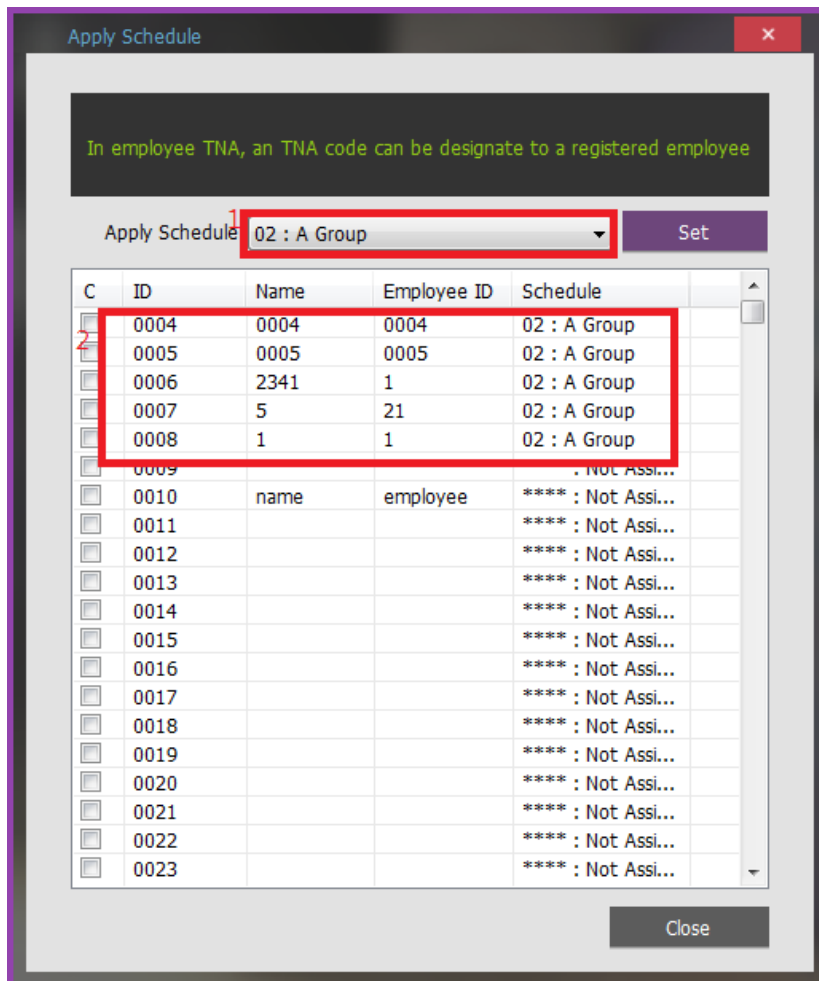 Apply Schedule
×
In employee TNA, an TNA code can be designate to a registered employee
Apply Schedule 1 02 : A Group Set
C ID Name Employee ID Schedule
0004 0004 0004 02 : A Group
2 0005 0005 0005 02 : A Group
0006 2341 1 02 : A Group
0007 5 21 02 : A Group
0008 1 1 02 : A Group
0009 : Not Assi...
0010 name employee **** : Not Assi...
0011 **** : Not Assi...
0012 **** : Not Assi...
0013 **** : Not Assi...
0014 **** : Not Assi...
0015 **** : Not Assi...
0016 **** : Not Assi...
0017 **** : Not Assi...
0018 **** : Not Assi...
0019 **** : Not Assi...
0020 **** : Not Assi...
0021 **** : Not Assi...
0022 **** : Not Assi...
0023 **** : Not Assi...
Close